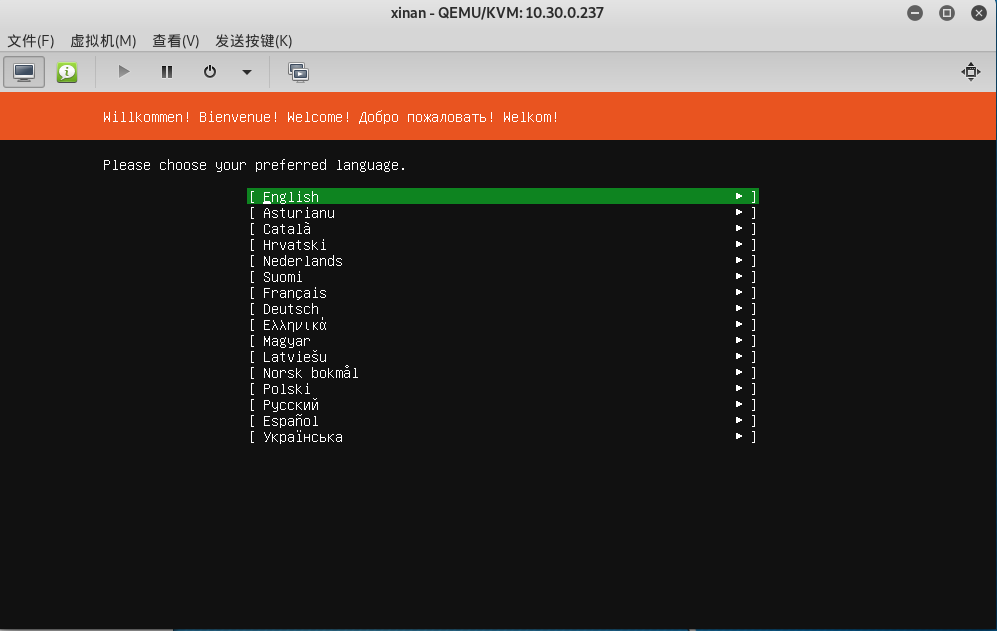 xinan - QEMU/KVM: 10.30.0.237
文件(F) 虚拟机(M) 查看(V) 发送按键(K)
Willkommen! Bienvenue! Welcome! Добро пожаловать! Welkom!
Please choose your preferred language.
[ English ▸ ]
[ Asturianu ▸ ]
[ Català ▸ ]
[ Hrvatski ▸ ]
[ Nederlands ▸ ]
[ Suomi ▸ ]
[ Français ▸ ]
[ Deutsch ▸ ]
[ Ελληνικά ▸ ]
[ Magyar ▸ ]
[ Latviešu ▸ ]
[ Norsk bokmål ▸ ]
[ Polski ▸ ]
[ Русский ▸ ]
[ Español ▸ ]
[ Українська ▸ ]